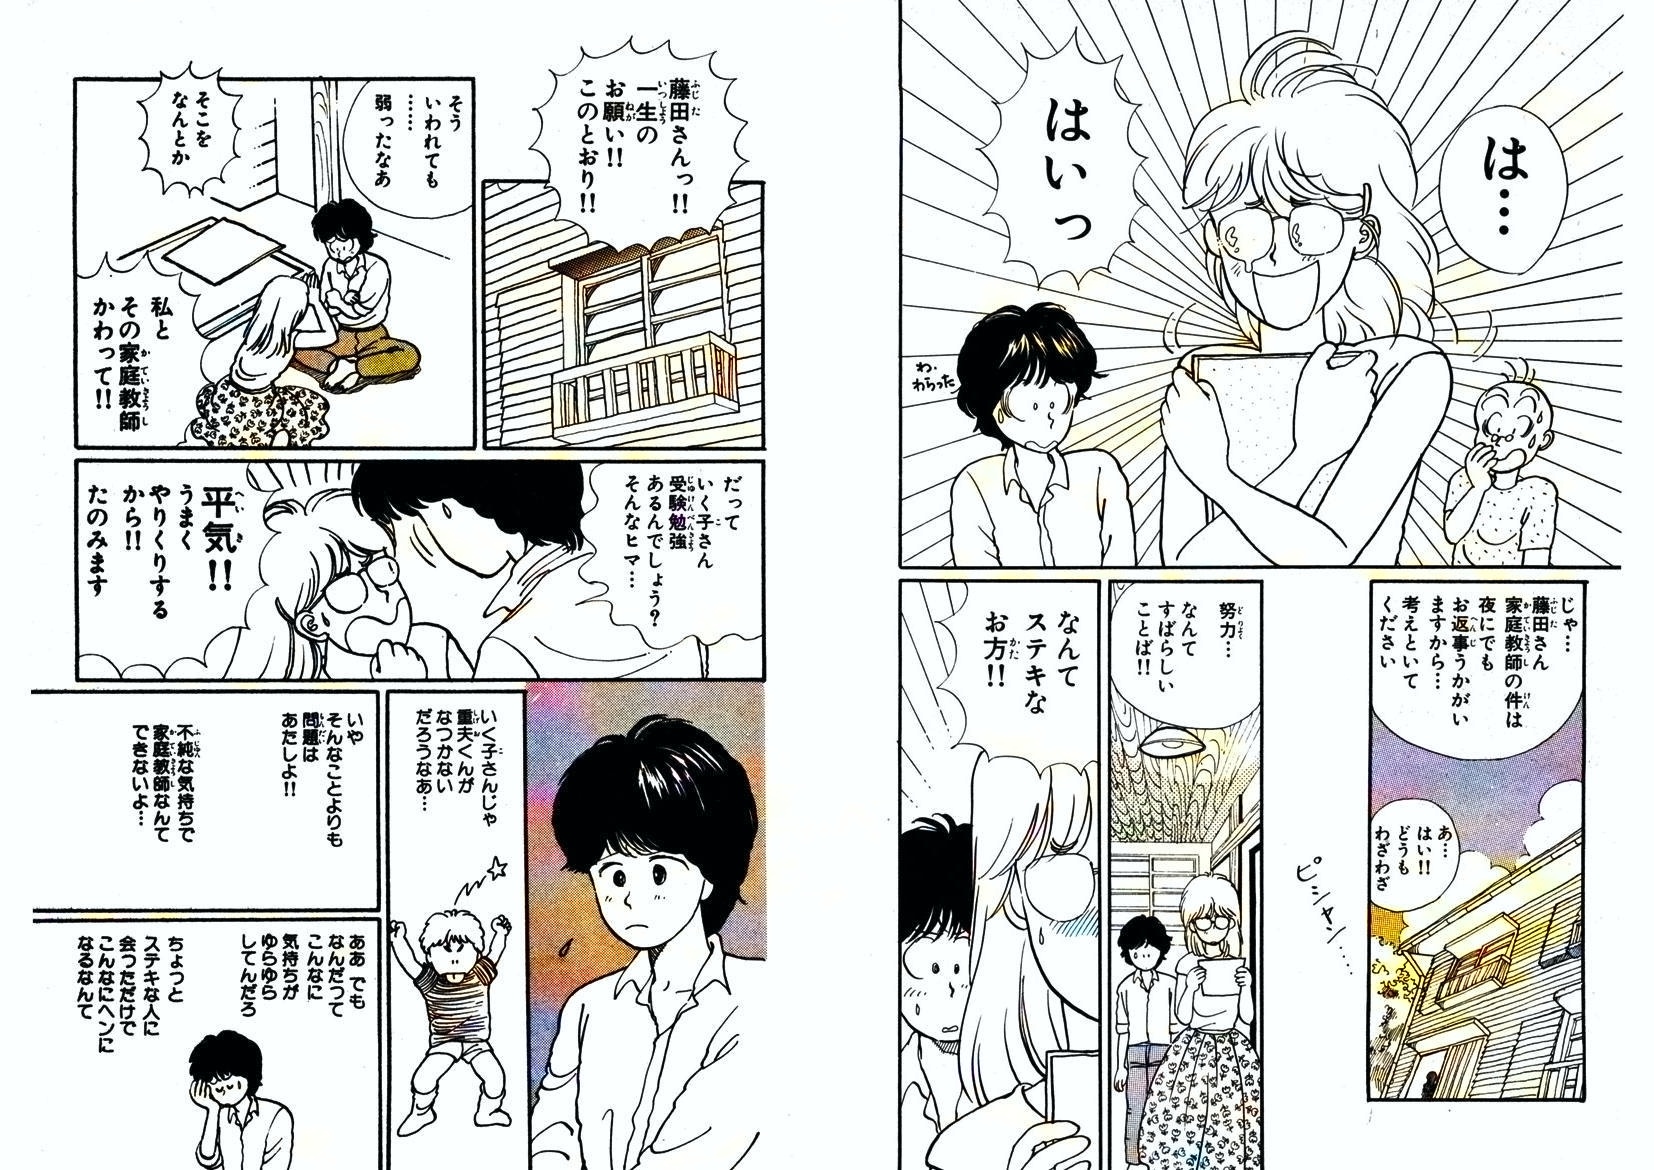 は…
はいっ
わ、
わらった
じゃ…
藤田さん
家庭教師の件は
夜にでも
お返事うかがい
ますから…
考えといて
ください
あ…
はい!!
どうも
わざわざ
ピシャン……
努力…
なんて
すばらしい
ことば!!
なんて
ステキな
お方!!
藤田さんっ!!
一生の
お願い!!
このとおり!!
そう
いわれても
……
弱ったなあ
そこを
なんとか
私と
その家庭教師
かわって!!
だって
いく子さん
受験勉強
あるんでしょう?
そんなヒマ…
平気!!
うまく
やりくりする
から!!
たのみます
いく子さんじゃ
重夫くんが
なつかない
だろうなあ…
いや
そんなことよりも
問題は
あたしよ!!
不純な気持ちで
家庭教師なんて
できないよ…
ああ でも
なんだって
こんなに
気持ちが
ゆらゆら
してんだろ
ちょっと
ステキな人に
会っただけで
こんなにヘンに
なるなんて